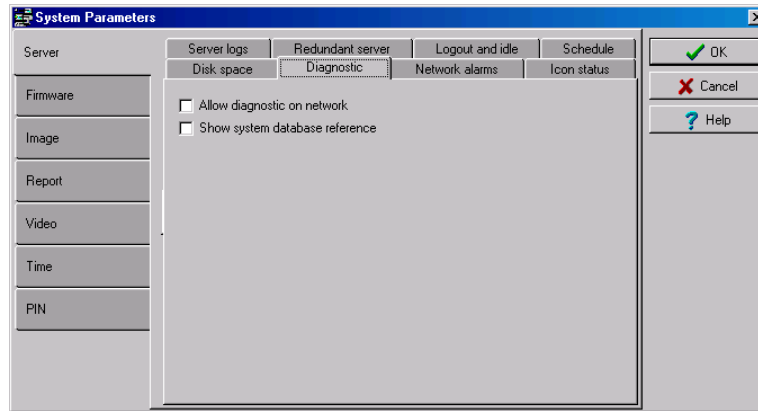 System Parameters
Server
Server logs Redundant server Logout and idle Schedule
Disk space Diagnostic Network alarms Icon status
OK
Cancel
Help
Firmware
Image
Report
Video
Time
PIN
Allow diagnostic on network
Show system database reference